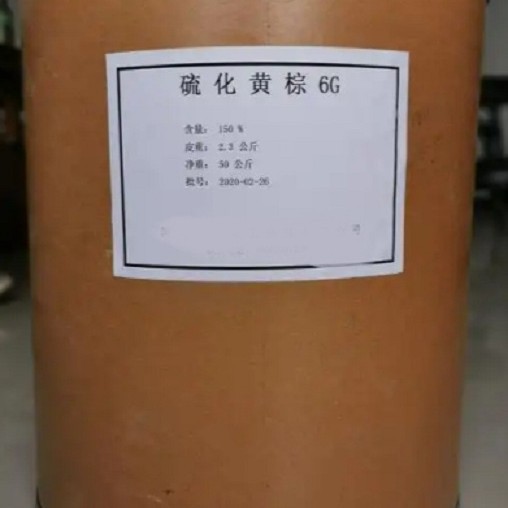 硫化黄棕 6G
含量: 150 %
皮重: 2.3 公斤
净重: 50 公斤
批号: 2020-02-26